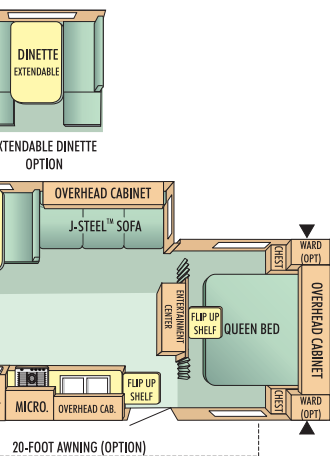 DINETTE
EXTENDABLE
XTENDABLE DINETTE
OPTION
OVERHEAD CABINET
J-STEEL™ SOFA
CHEST
WARD
(OPT)
ENTERTAINMENT
CENTER
FLIP UP
SHELF
QUEEN BED
OVERHEAD CABINET
FLIP UP
SHELF
MICRO.
OVERHEAD CAB.
CHEST
WARD
(OPT)
20-FOOT AWNING (OPTION)